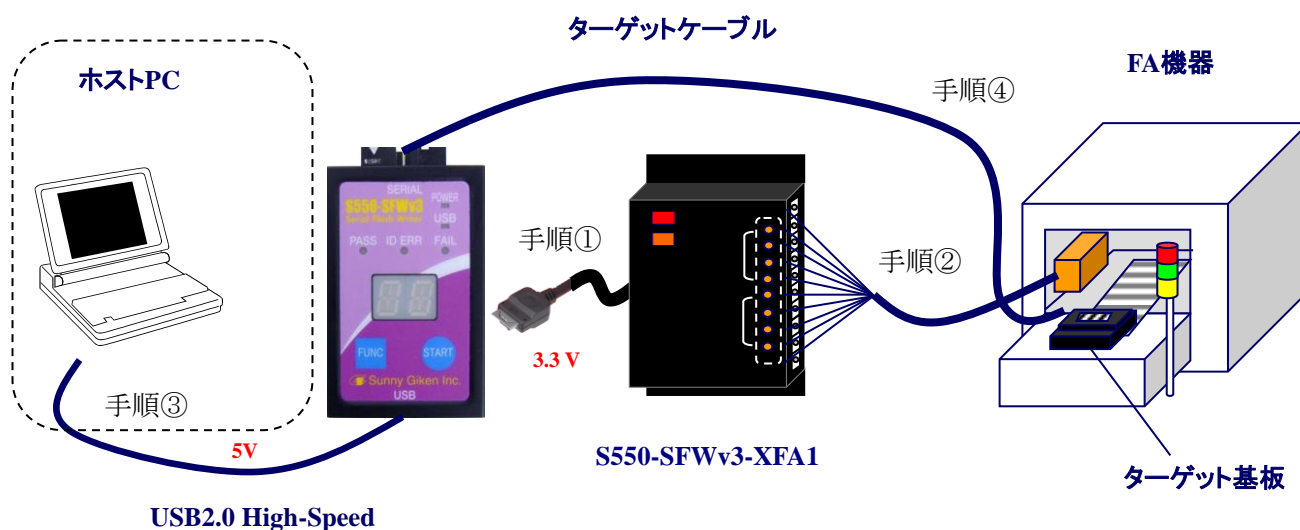 ターゲットケーブル
ホストPC
FA機器
手順④
SERIAL
POWER
S550-SFWv3
Serial Flash Writer
USB
PASS ID ERR FAIL
手順①
手順②
3.3 V
FUNC
START
Sunny Giken Inc.
USB
手順③
5V
S550-SFWv3-XFA1
ターゲット基板
USB2.0 High-Speed